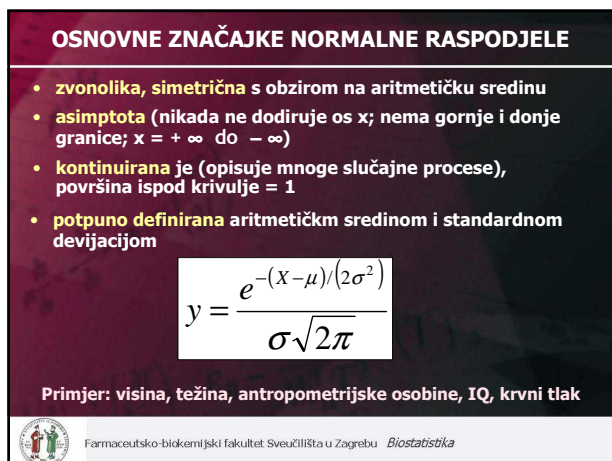 OSNOVNE ZNAČAJKE NORMALNE RASPODJELE
• zvonolika, simetrična s obzirom na aritmetičku sredinu
• asimptota (nikada ne dodiruje os x; nema gornje i donje
granice; x = + ∞ do − ∞)
• kontinuirana je (opisuje mnoge slučajne procese),
površina ispod krivulje = 1
• potpuno definirana aritmetičkm sredinom i standardnom
devijacijom
y = e^{-(X-μ)/(2σ^2)} / σ√2π
Primjer: visina, težina, antropometrijske osobine, IQ, krvni tlak
Farmaceutsko-biokemijski fakultet Sveučilišta u Zagrebu Biostatistika